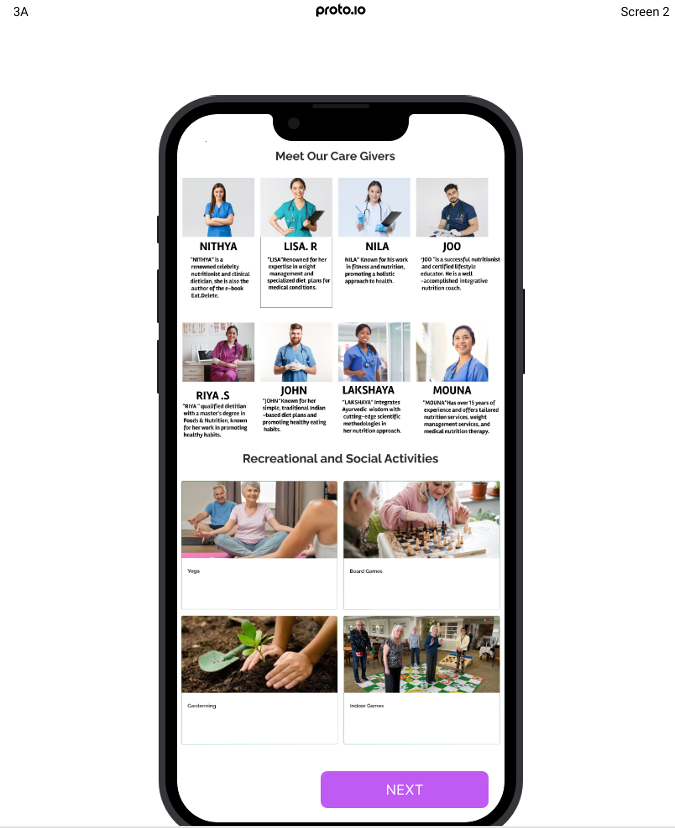 3A
proto.io
Screen 2
Meet Our Care Givers
NITHYA
"NITHYA" is a
renowned celebrity
nutritionist and clinical
dietician, she is also the
author of the e-book
Eat.Delete.
LISA. R
"LISA"Renowned for her
expertise in weight
management and
specialized diet plans for
medical conditions.
NILA
NILA" Known for his work
in fitness and nutrition,
promoting a holistic
approach to health.
JOO
"JOO "is a successful nutritionist
and certified lifestyle
educator. He is a well
-accomplished integrative
nutrition coach.
RIYA .S
"RIYA " qualified dietitian
with a master's degree in
Foods & Nutrition, known
for her work in promoting
healthy habits.
JOHN
"JOHN"Known for her
simple, traditional Indian
-based diet plans and
promoting healthy eating
habits.
LAKSHAYA
"LAKSHAYA" integrates
Ayurvedic wisdom with
cutting-edge scientific
methodologies in
her nutrition approach.
MOUNA
"MOUNA"Has over 15 years of
experience and offers tailored
nutrition services, weight
management services, and
medical nutrition therapy.
Recreational and Social Activities
Yoga
Board Games
Gardenning
Indoor Games
NEXT